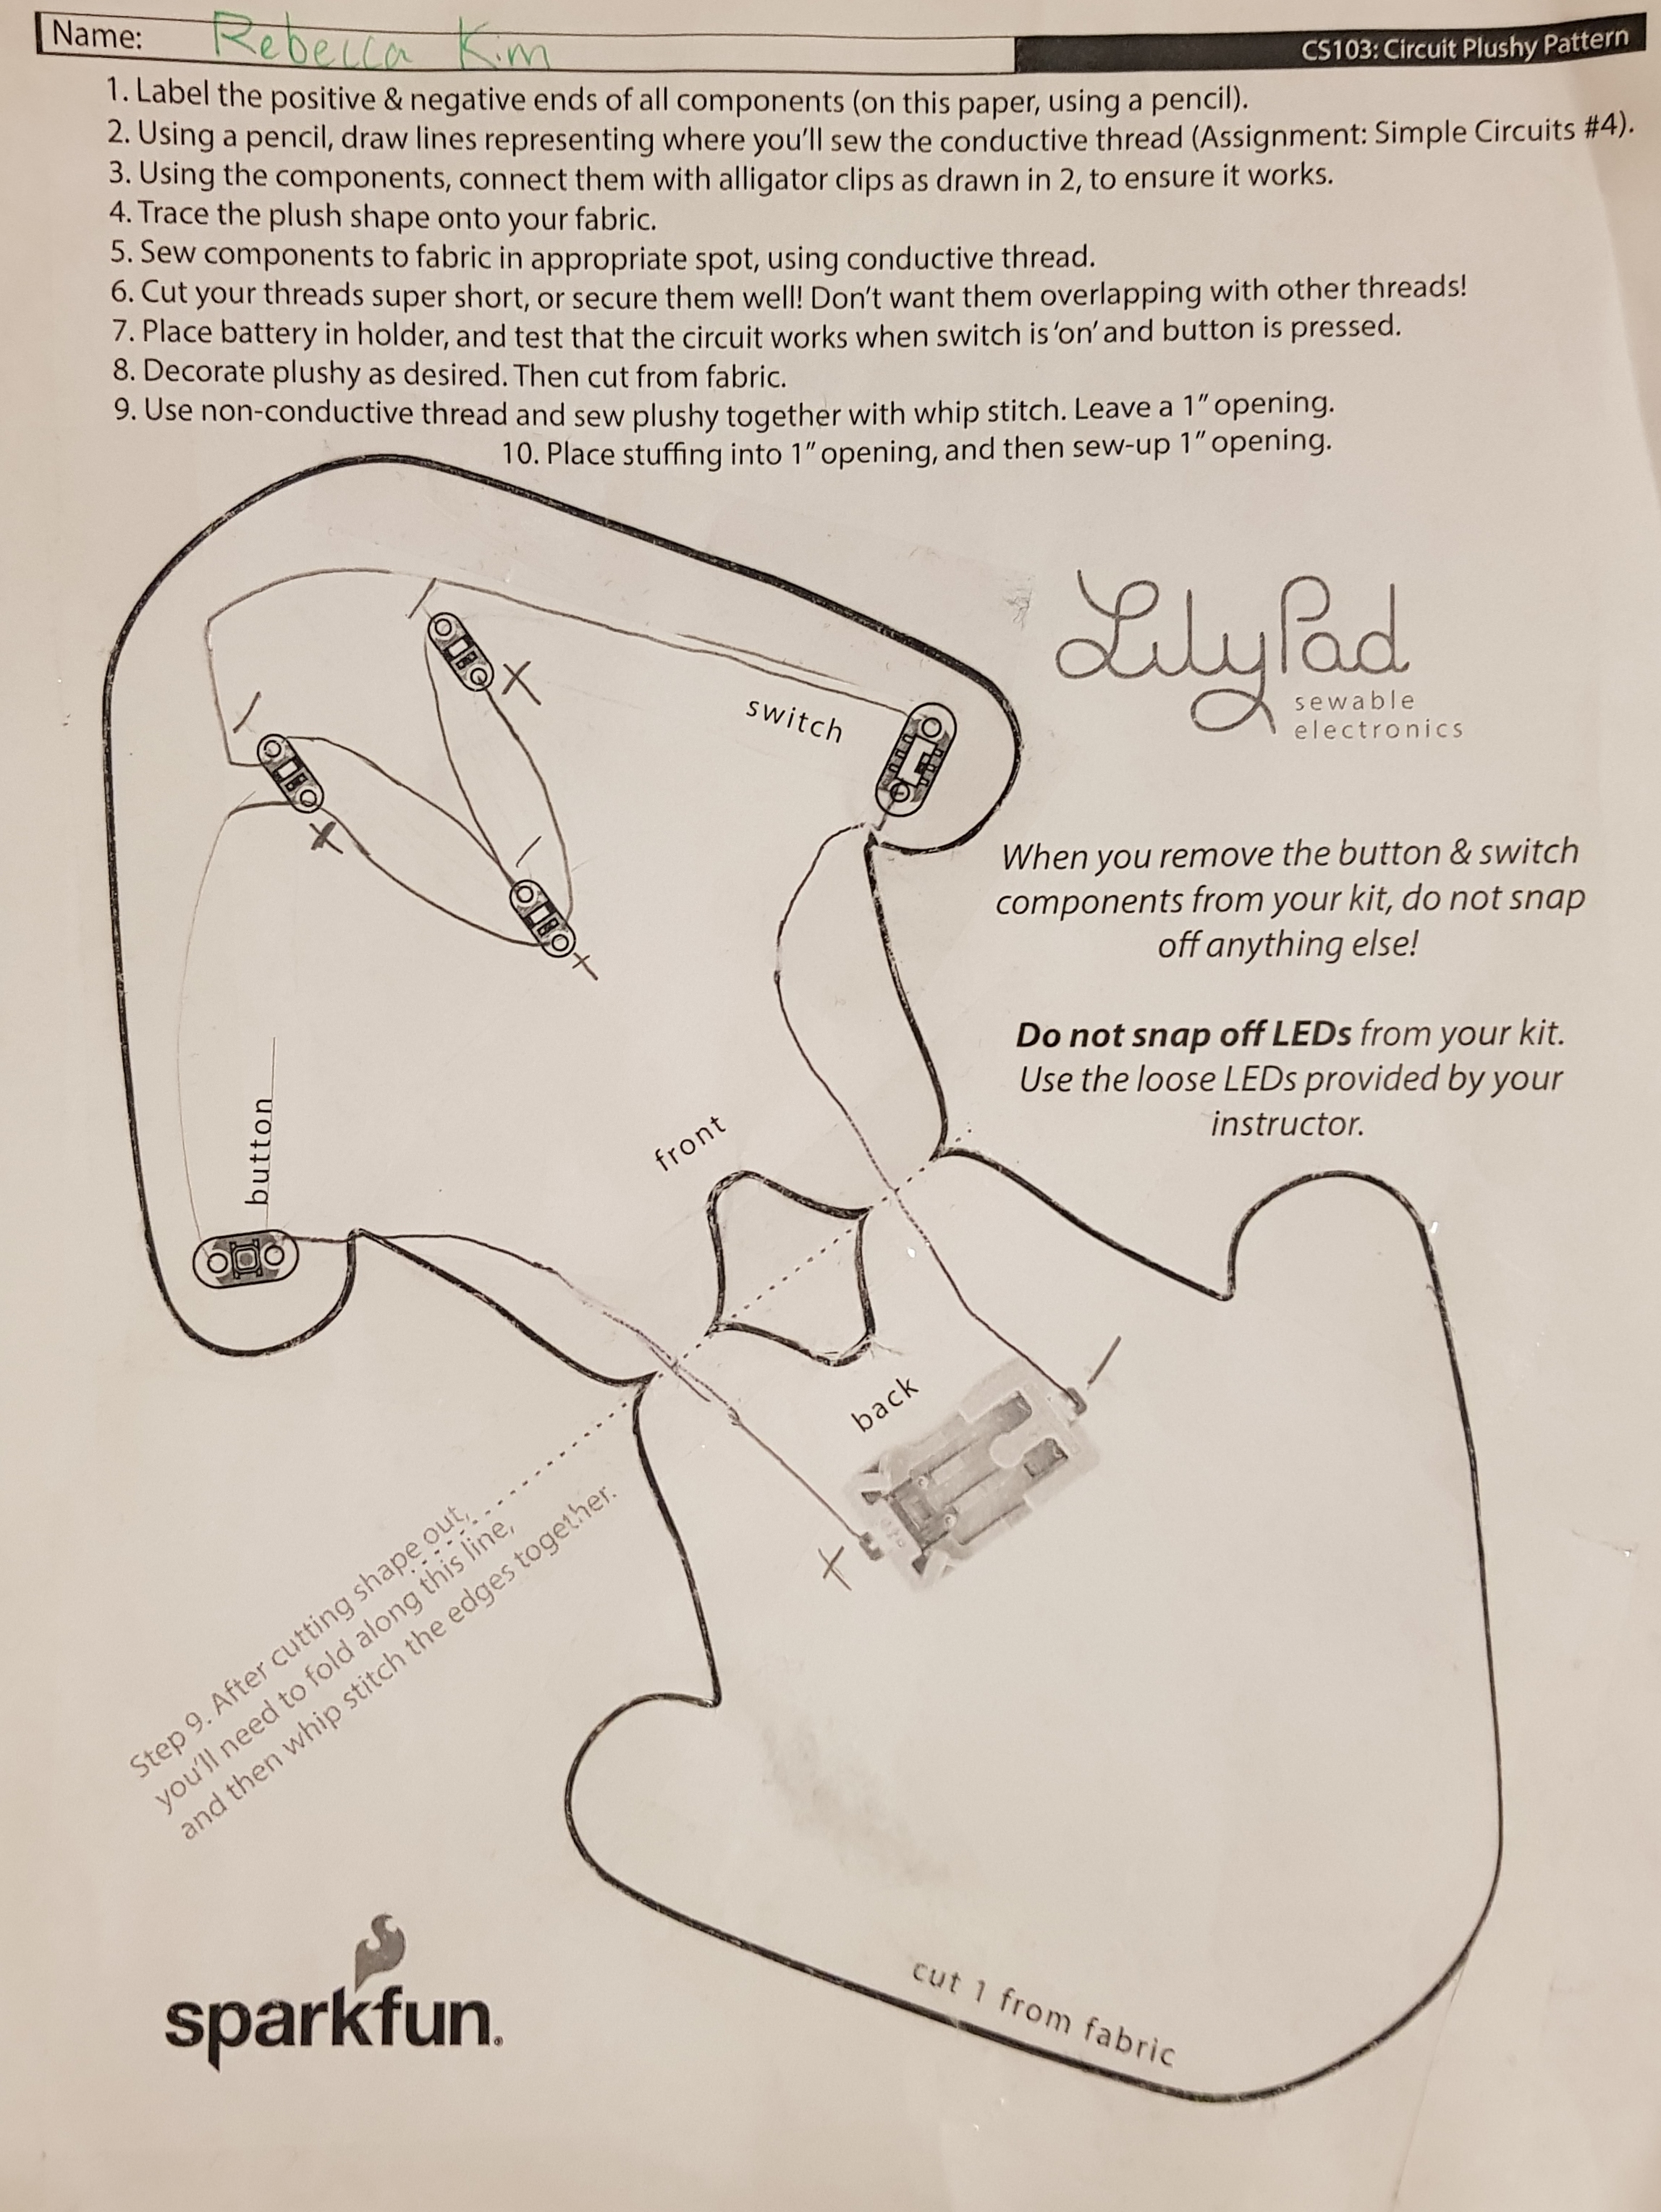 Name: Rebecca Kim
CS103: Circuit Plushy Pattern
1. Label the positive & negative ends of all components (on this paper, using a pencil).
2. Using a pencil, draw lines representing where you'll sew the conductive thread (Assignment: Simple Circuits #4).
3. Using the components, connect them with alligator clips as drawn in 2, to ensure it works.
4. Trace the plush shape onto your fabric.
5. Sew components to fabric in appropriate spot, using conductive thread.
6. Cut your threads super short, or secure them well! Don't want them overlapping with other threads!
7. Place battery in holder, and test that the circuit works when switch is 'on' and button is pressed.
8. Decorate plushy as desired. Then cut from fabric.
9. Use non-conductive thread and sew plushy together with whip stitch. Leave a 1" opening.
10. Place stuffing into 1" opening, and then sew-up 1" opening.
LilyPad
sewable
electronics
switch
When you remove the button & switch
components from your kit, do not snap
off anything else!
Do not snap off LEDs from your kit.
Use the loose LEDs provided by your
instructor.
button
front
back
Step 9. After cutting shape out,
you'll need to fold along this line,
and then whip stitch the edges together.
cut 1 from fabric
sparkfun.